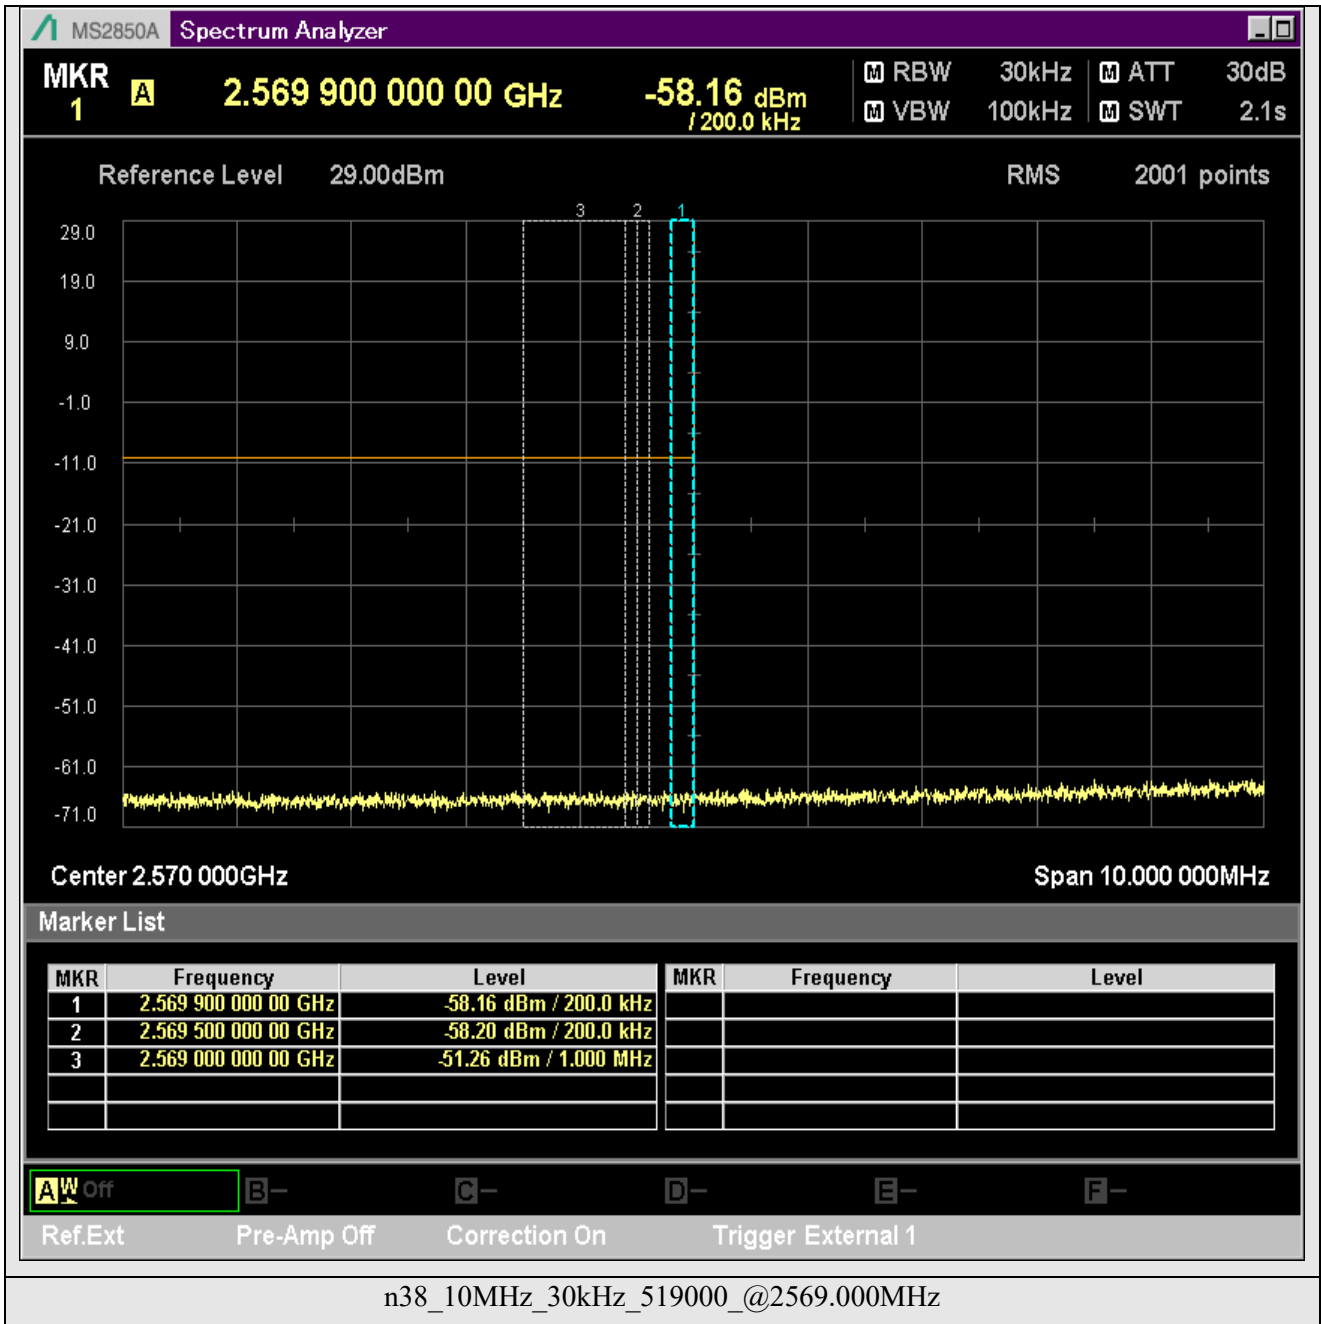 MS2850A Spectrum Analyzer
MKR 1 A 2.569 900 000 00 GHz -58.16 dBm / 200.0 kHz
M RBW 30kHz M ATT 30dB
M VBW 100kHz M SWT 2.1s
Reference Level 29.00dBm RMS 2001 points
3 2 1
29.0
19.0
9.0
-1.0
-11.0
-21.0
-31.0
-41.0
-51.0
-61.0
-71.0
Center 2.570 000GHz Span 10.000 000MHz
Marker List
MKR Frequency Level MKR Frequency Level
1 2.569 900 000 00 GHz -58.16 dBm / 200.0 kHz
2 2.569 500 000 00 GHz -58.20 dBm / 200.0 kHz
3 2.569 000 000 00 GHz -51.26 dBm / 1.000 MHz
A W Off B - C - D - E - F -
Ref.Ext Pre-Amp Off Correction On Trigger External 1
n38_10MHz_30kHz_519000_@2569.000MHz